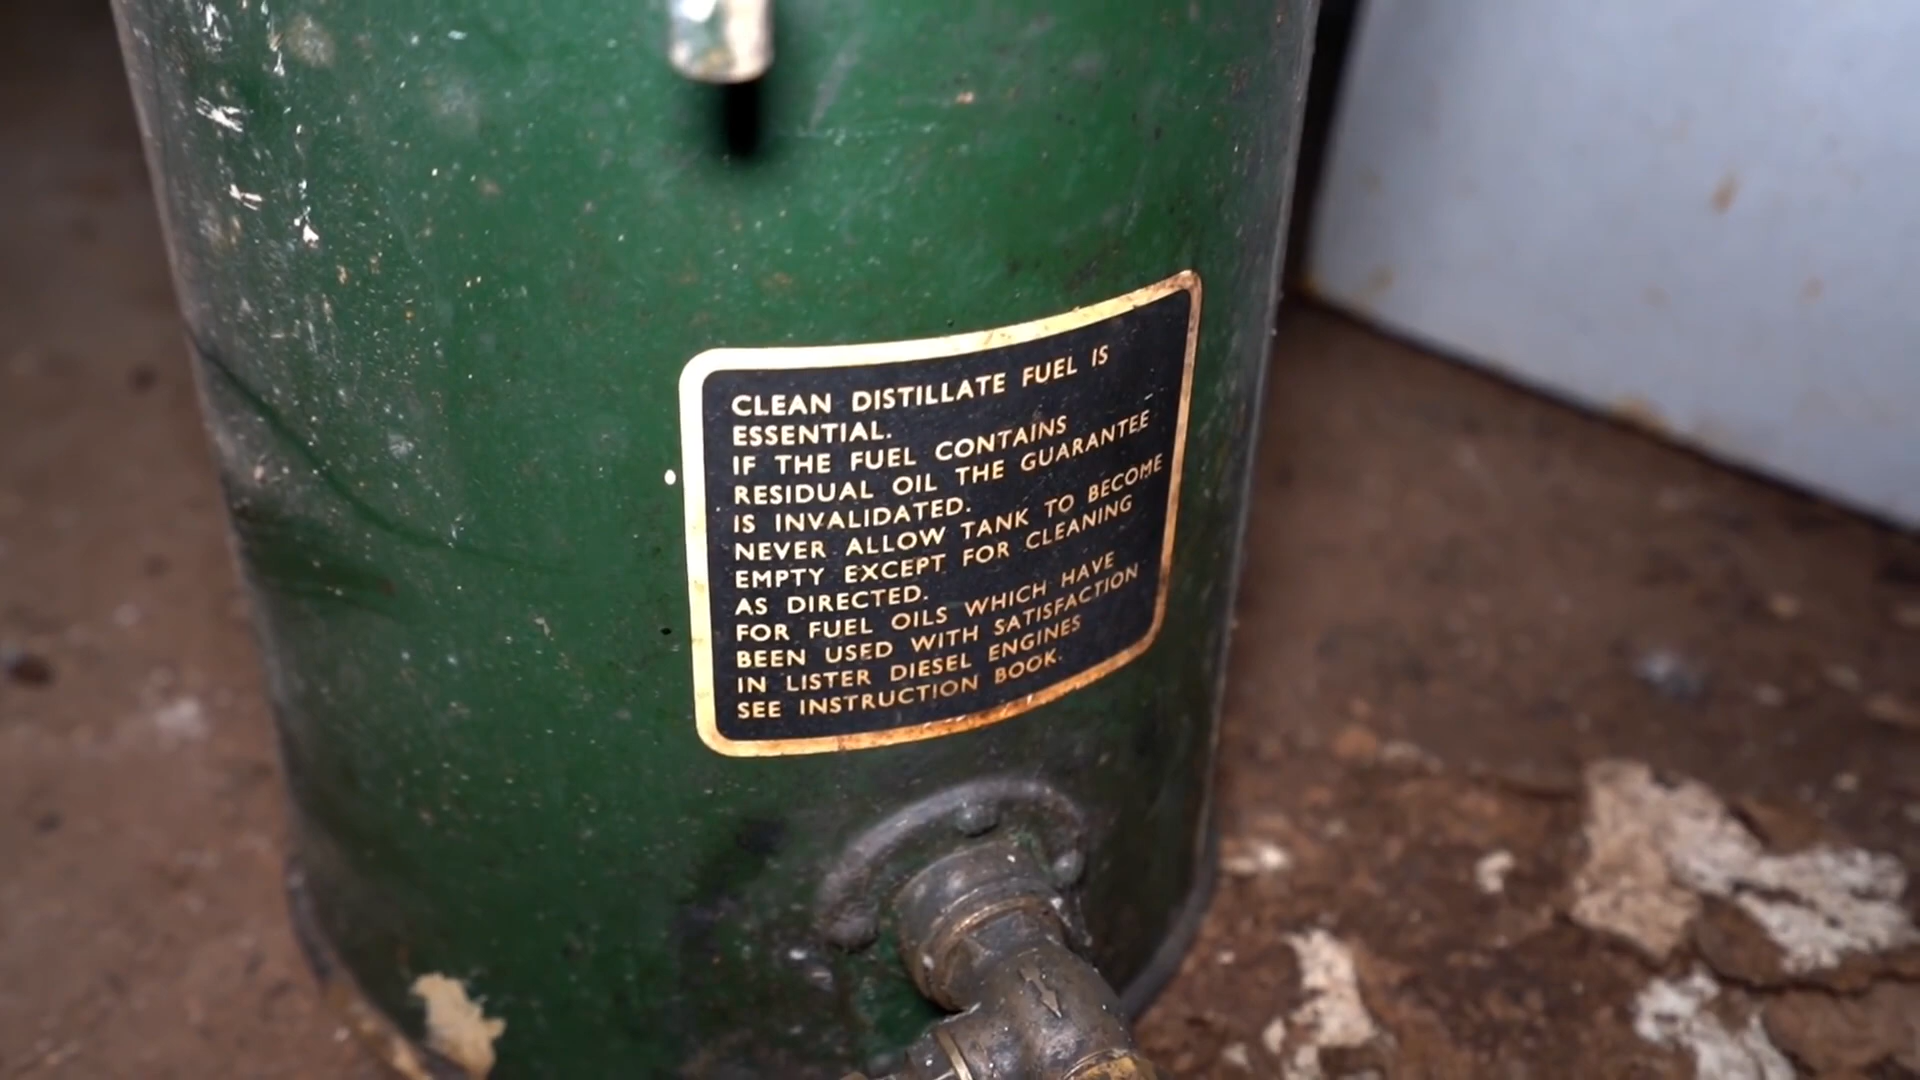 CLEAN DISTILLATE FUEL IS
ESSENTIAL.
IF THE FUEL CONTAINS
RESIDUAL OIL THE GUARANTEE
IS INVALIDATED.
NEVER ALLOW TANK TO BECOME
EMPTY EXCEPT FOR CLEANING
AS DIRECTED.
FOR FUEL OILS WHICH HAVE
BEEN USED WITH SATISFACTION
IN LISTER DIESEL ENGINES
SEE INSTRUCTION BOOK.